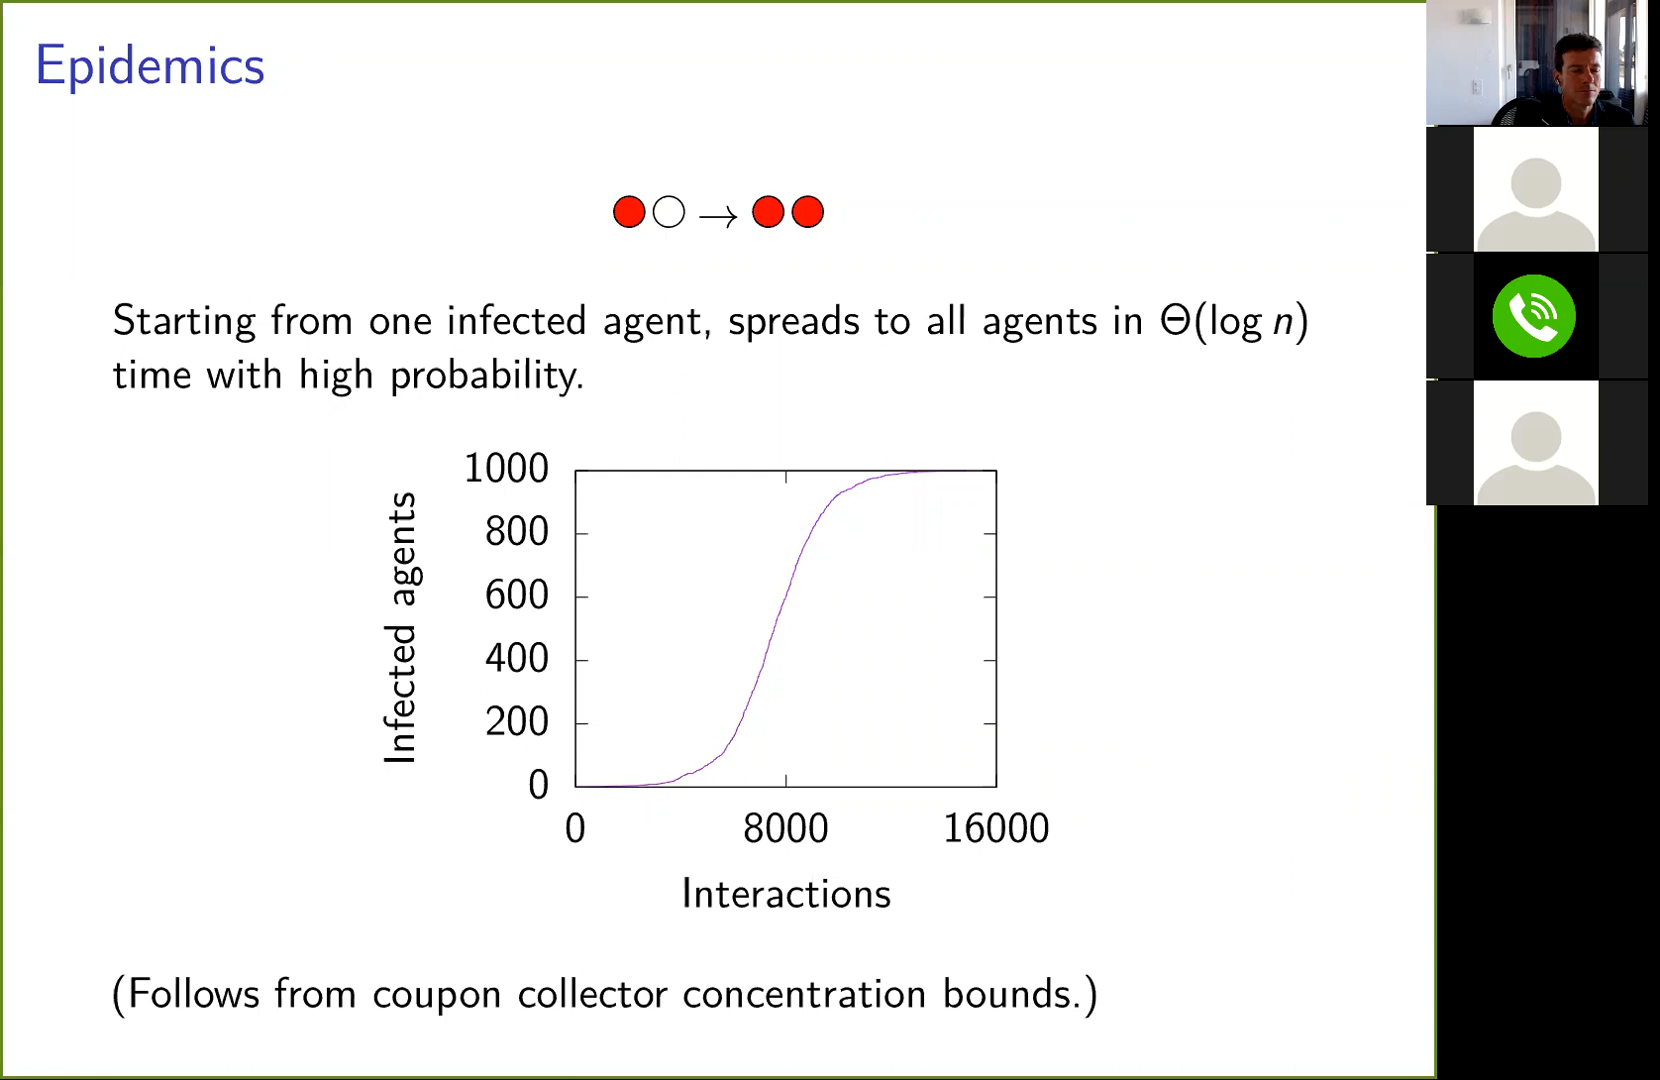 Epidemics
→
Starting from one infected agent, spreads to all agents in Θ(log n)
time with high probability.
1000
800
600
400
200
0
Infected agents
0 8000 16000
Interactions
(Follows from coupon collector concentration bounds.)